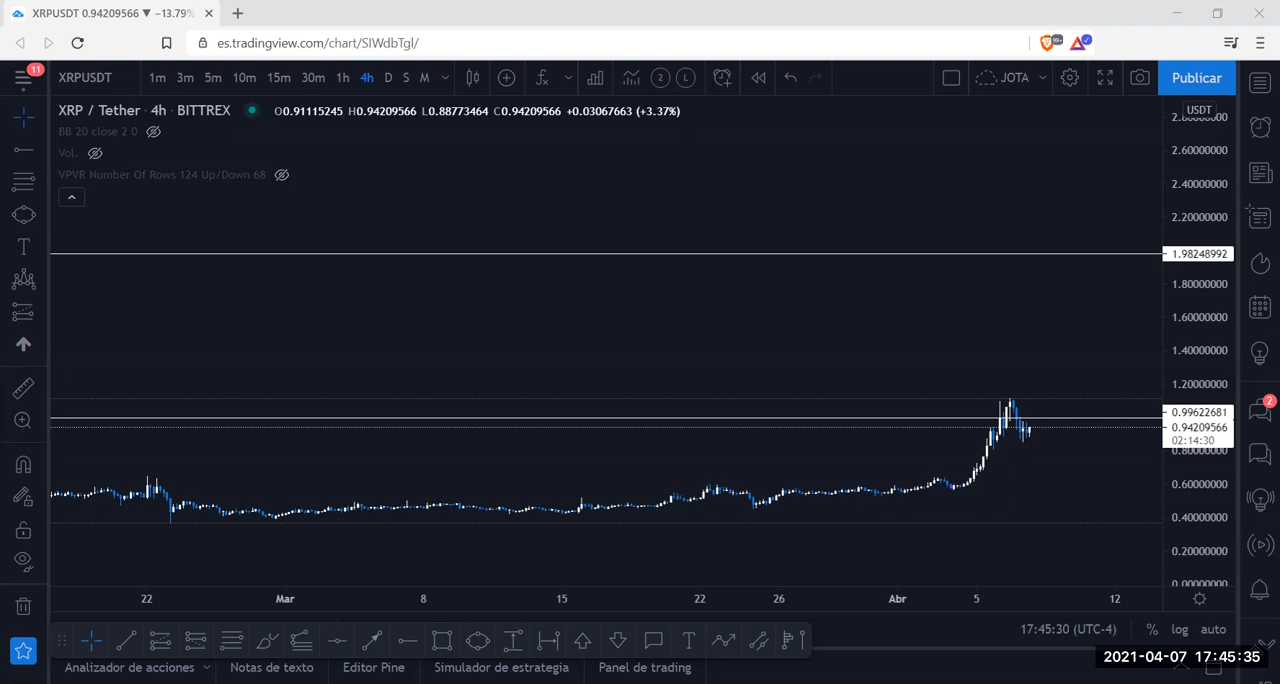 XRPUSDT 0.94209566 ▼ −13.79%
es.tradingview.com/chart/SIWdbTgl/
99+
11
XRPUSDT 1m 3m 5m 10m 15m 30m 1h 4h D S M 2 L JOTA Publicar
XRP / Tether · 4h · BITTREX O0.91115245 H0.94209566 L0.88773464 C0.94209566 +0.03067663 (+3.37%)
BB 20 close 2 0
Vol.
VPVR Number Of Rows 124 Up/Down 68
USDT
2.60000000
2.40000000
2.20000000
1.98248992
1.80000000
1.60000000
1.40000000
1.20000000
0.99622681
0.94209566
02:14:30
0.80000000
0.60000000
0.40000000
0.20000000
0.00000000
2
22 Mar 8 15 22 26 Abr 5 12
17:45:30 (UTC-4) % log auto
Analizador de acciones Notas de texto Editor Pine Simulador de estrategia Panel de trading
2021-04-07 17:45:35